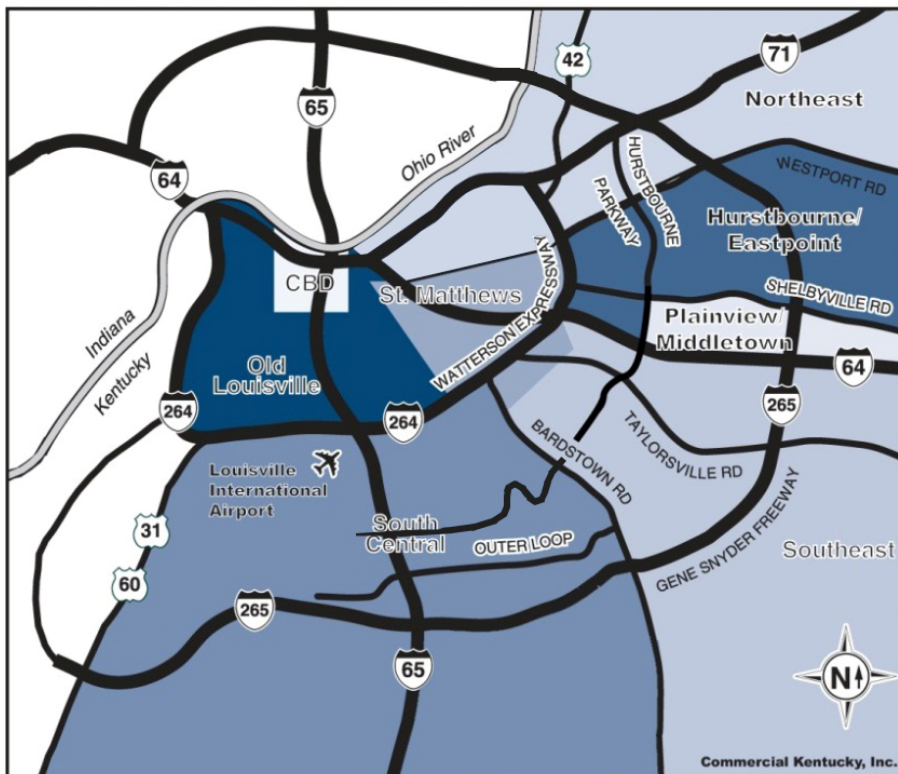 71
42
65
Northeast
Ohio River
HURSTBOURNE
PARKWAY
WESTPORT RD
64
Hurstbourne/
Eastpoint
WATTERSON EXPRESSWAY
CBD
St. Matthews
SHELBYVILLE RD
Indiana
Kentucky
Plainview/
Middletown
Old
Louisville
64
264
264
265
BARDSTOWN RD
TAYLORSVILLE RD
Louisville
International
Airport
31
South
Central
OUTER LOOP
GENE SNYDER FREEWAY
Southeast
60
265
65
N
Commercial Kentucky, Inc.